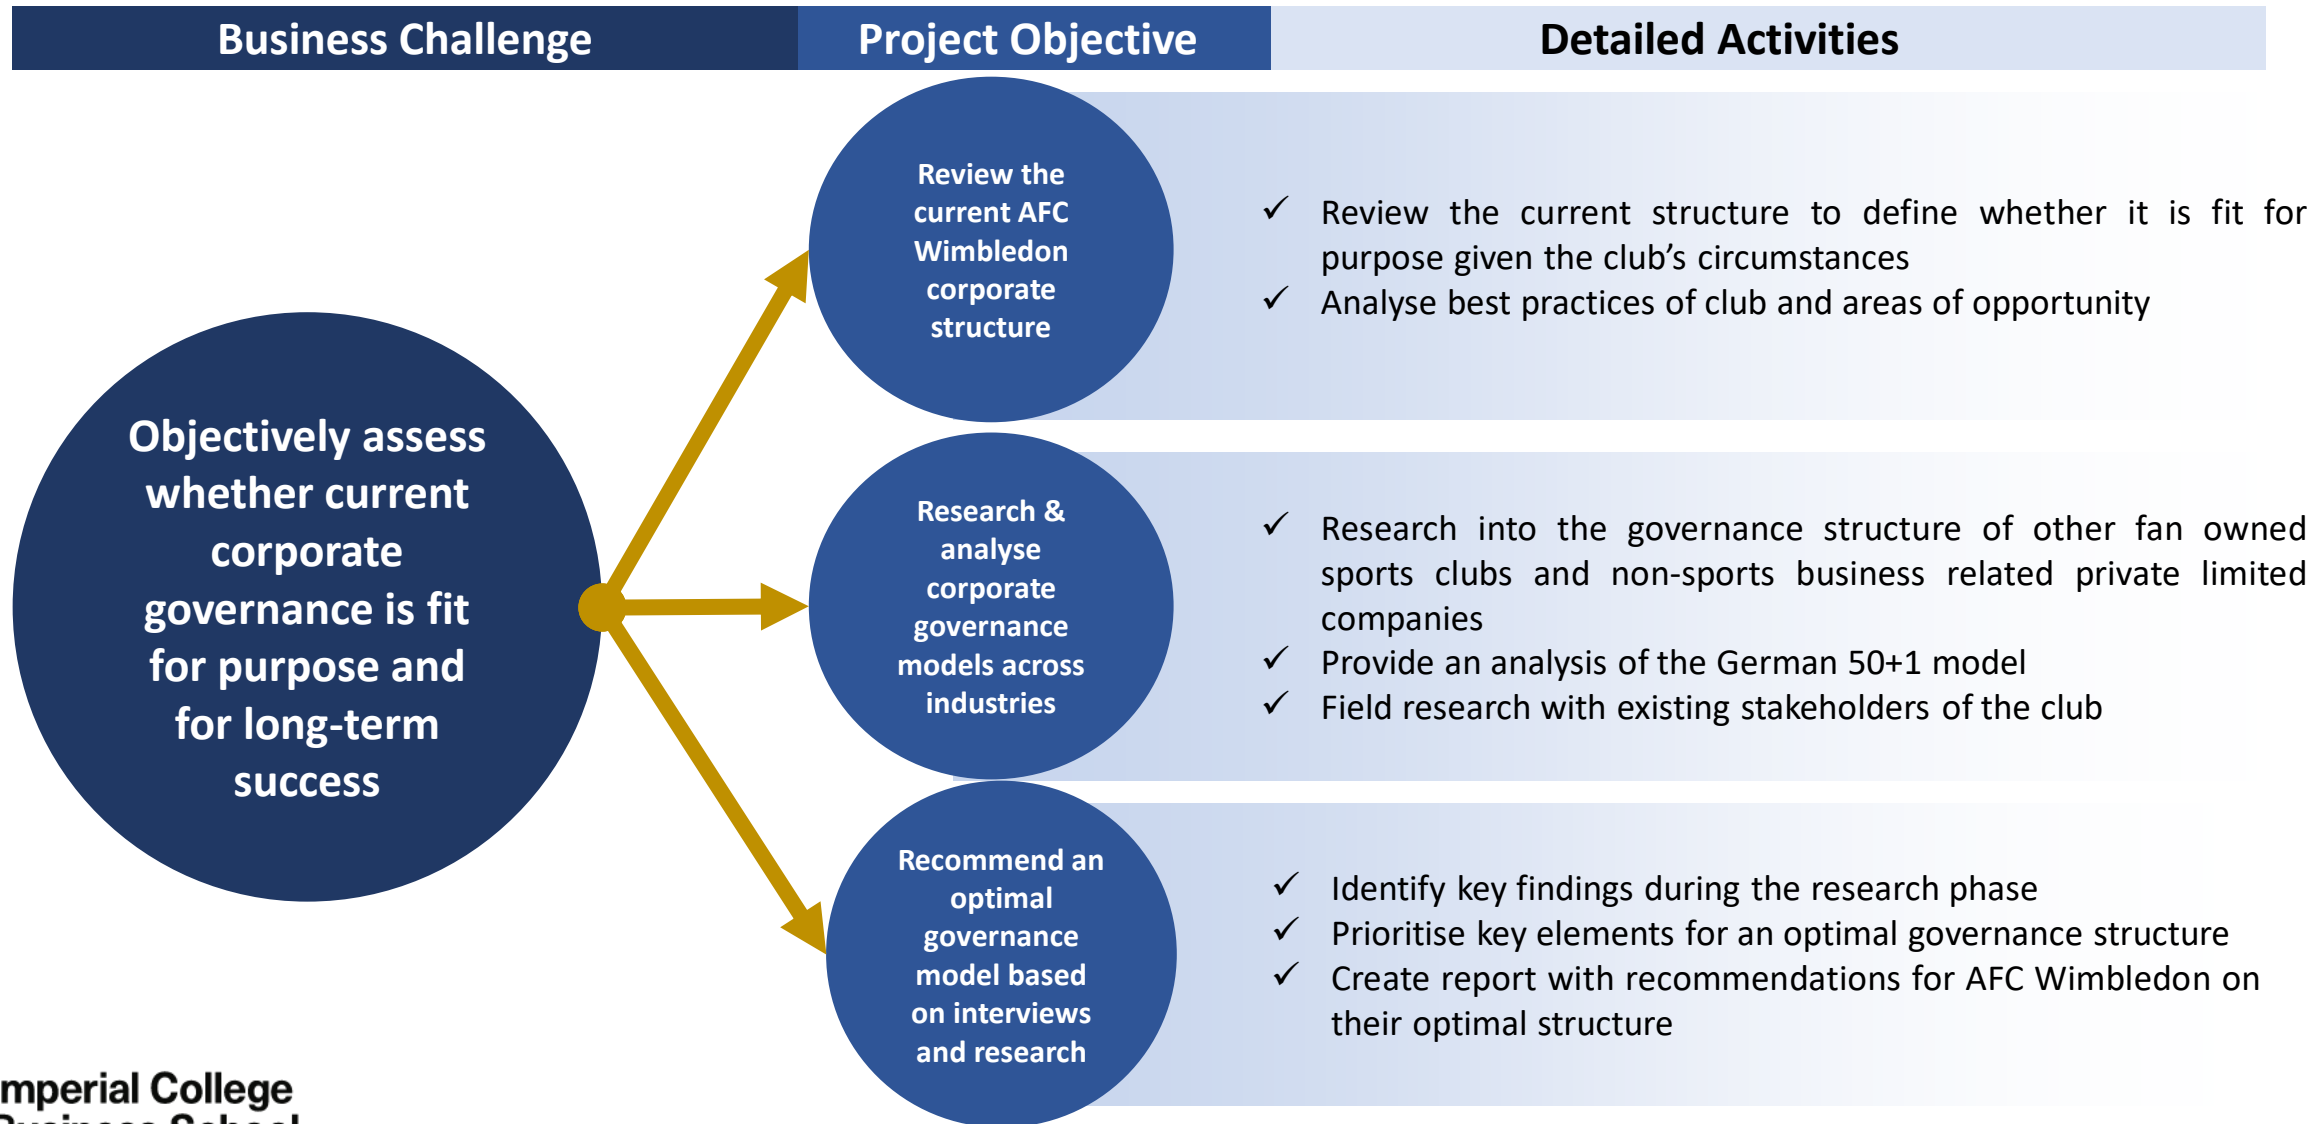 Business Challenge
Project Objective
Detailed Activities
Objectively assess
whether current
corporate
governance is fit
for purpose and
for long-term
success
Review the
current AFC
Wimbledon
corporate
structure
✓ Review the current structure to define whether it is fit for
purpose given the club’s circumstances
✓ Analyse best practices of club and areas of opportunity
Research &
analyse
corporate
governance
models across
industries
✓ Research into the governance structure of other fan owned
sports clubs and non-sports business related private limited
companies
✓ Provide an analysis of the German 50+1 model
✓ Field research with existing stakeholders of the club
Recommend an
optimal
governance
model based
on interviews
and research
✓ Identify key findings during the research phase
✓ Prioritise key elements for an optimal governance structure
✓ Create report with recommendations for AFC Wimbledon on
their optimal structure
mperial College
Business School